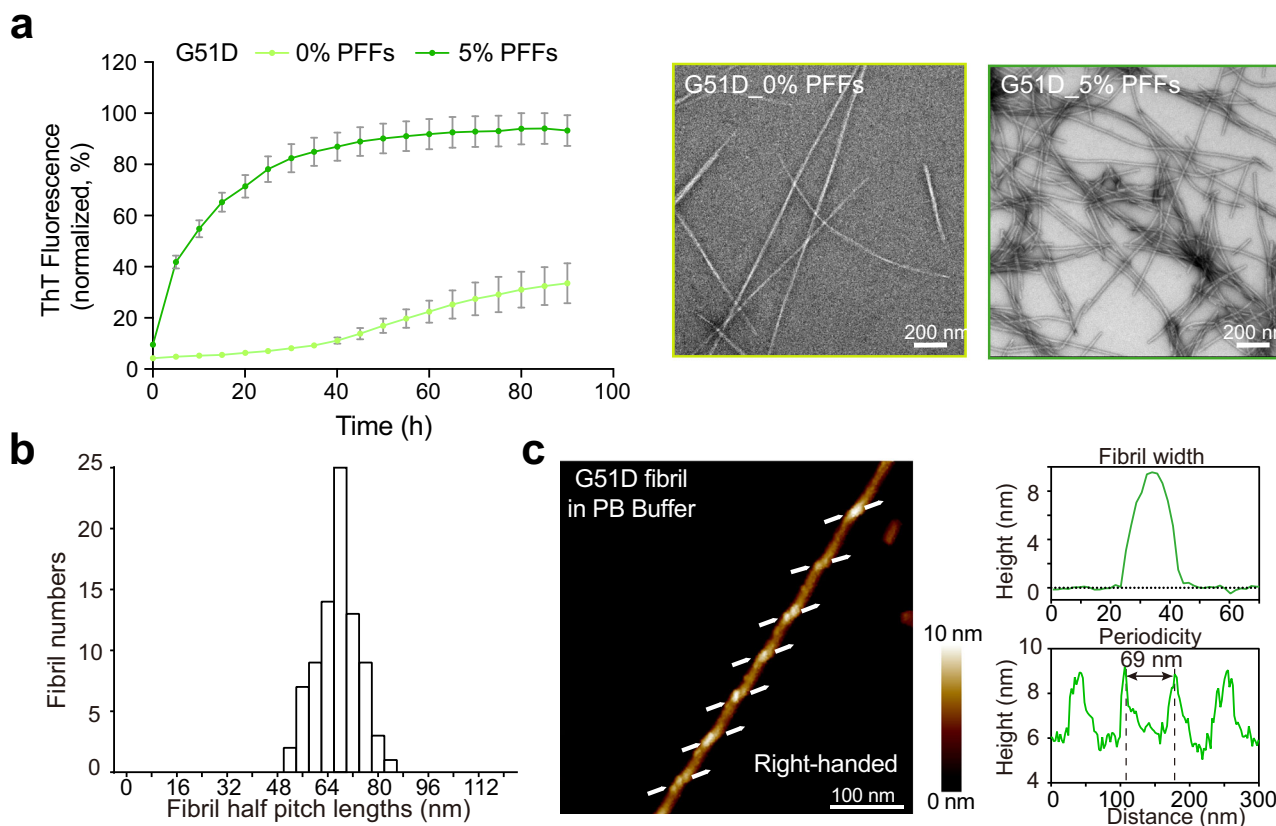 a
G51D 0% PFFs 5% PFFs
120
100
80
60
40
20
0
ThT Fluorescence
(normalized, %)
0 20 40 60 80 100
Time (h)
G51D_0% PFFs
200 nm
G51D_5% PFFs
200 nm
b
25
20
15
10
5
0
Fibril numbers
0 16 32 48 64 80 96 112
Fibril half pitch lengths (nm)
c
G51D fibril
in PB Buffer
Right-handed
100 nm
10 nm
0 nm
Fibril width
8
4
0
Height (nm)
0 20 40 60
Periodicity
69 nm
10
8
6
4
Height (nm)
0 100 200 300
Distance (nm)